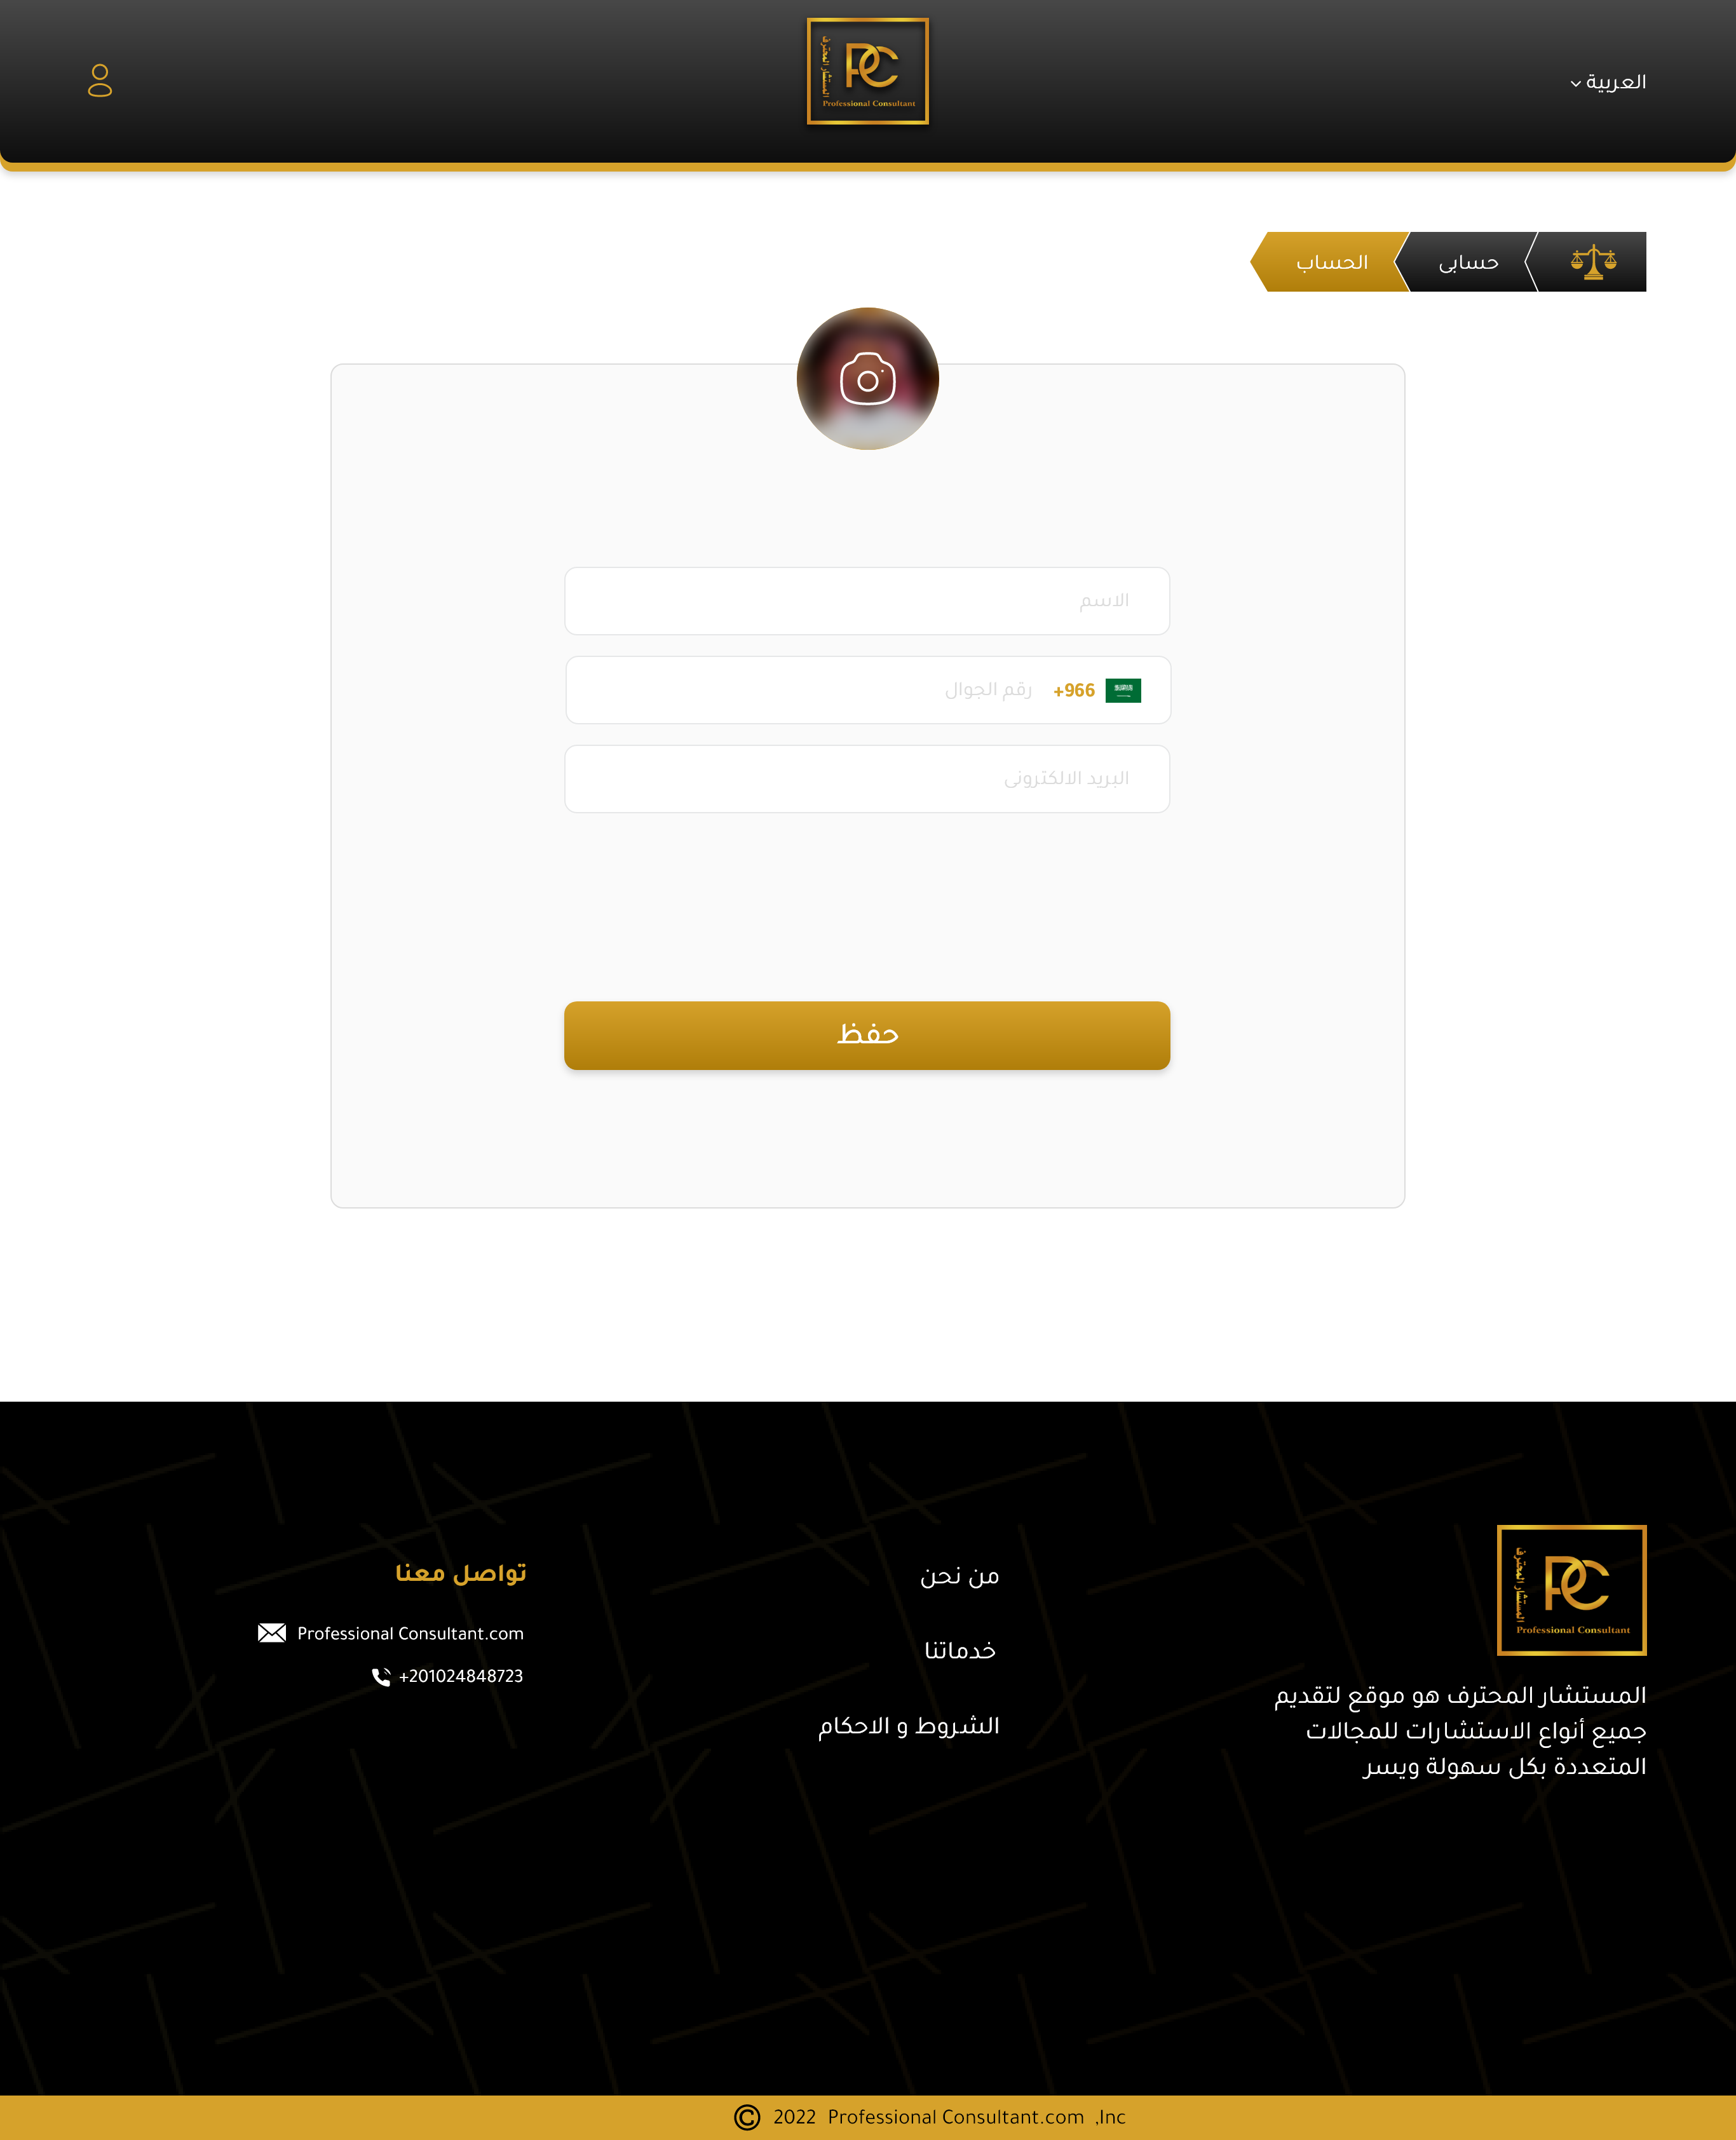 العربية
المستشار المحترف
PC
Professional Consultant
حسابى
الحساب
الاسم
+966
رقم الجوال
البريد الالكترونى
حفظ
المستشار المحترف
PC
Professional Consultant
المستشار المحترف هو موقع لتقديم
جميع أنواع الاستشارات للمجالات
المتعددة بكل سهولة ويسر
من نحن
خدماتنا
الشروط و الاحكام
تواصل معنا
Professional Consultant.com
+201024848723
© 2022 Professional Consultant.com ,Inc